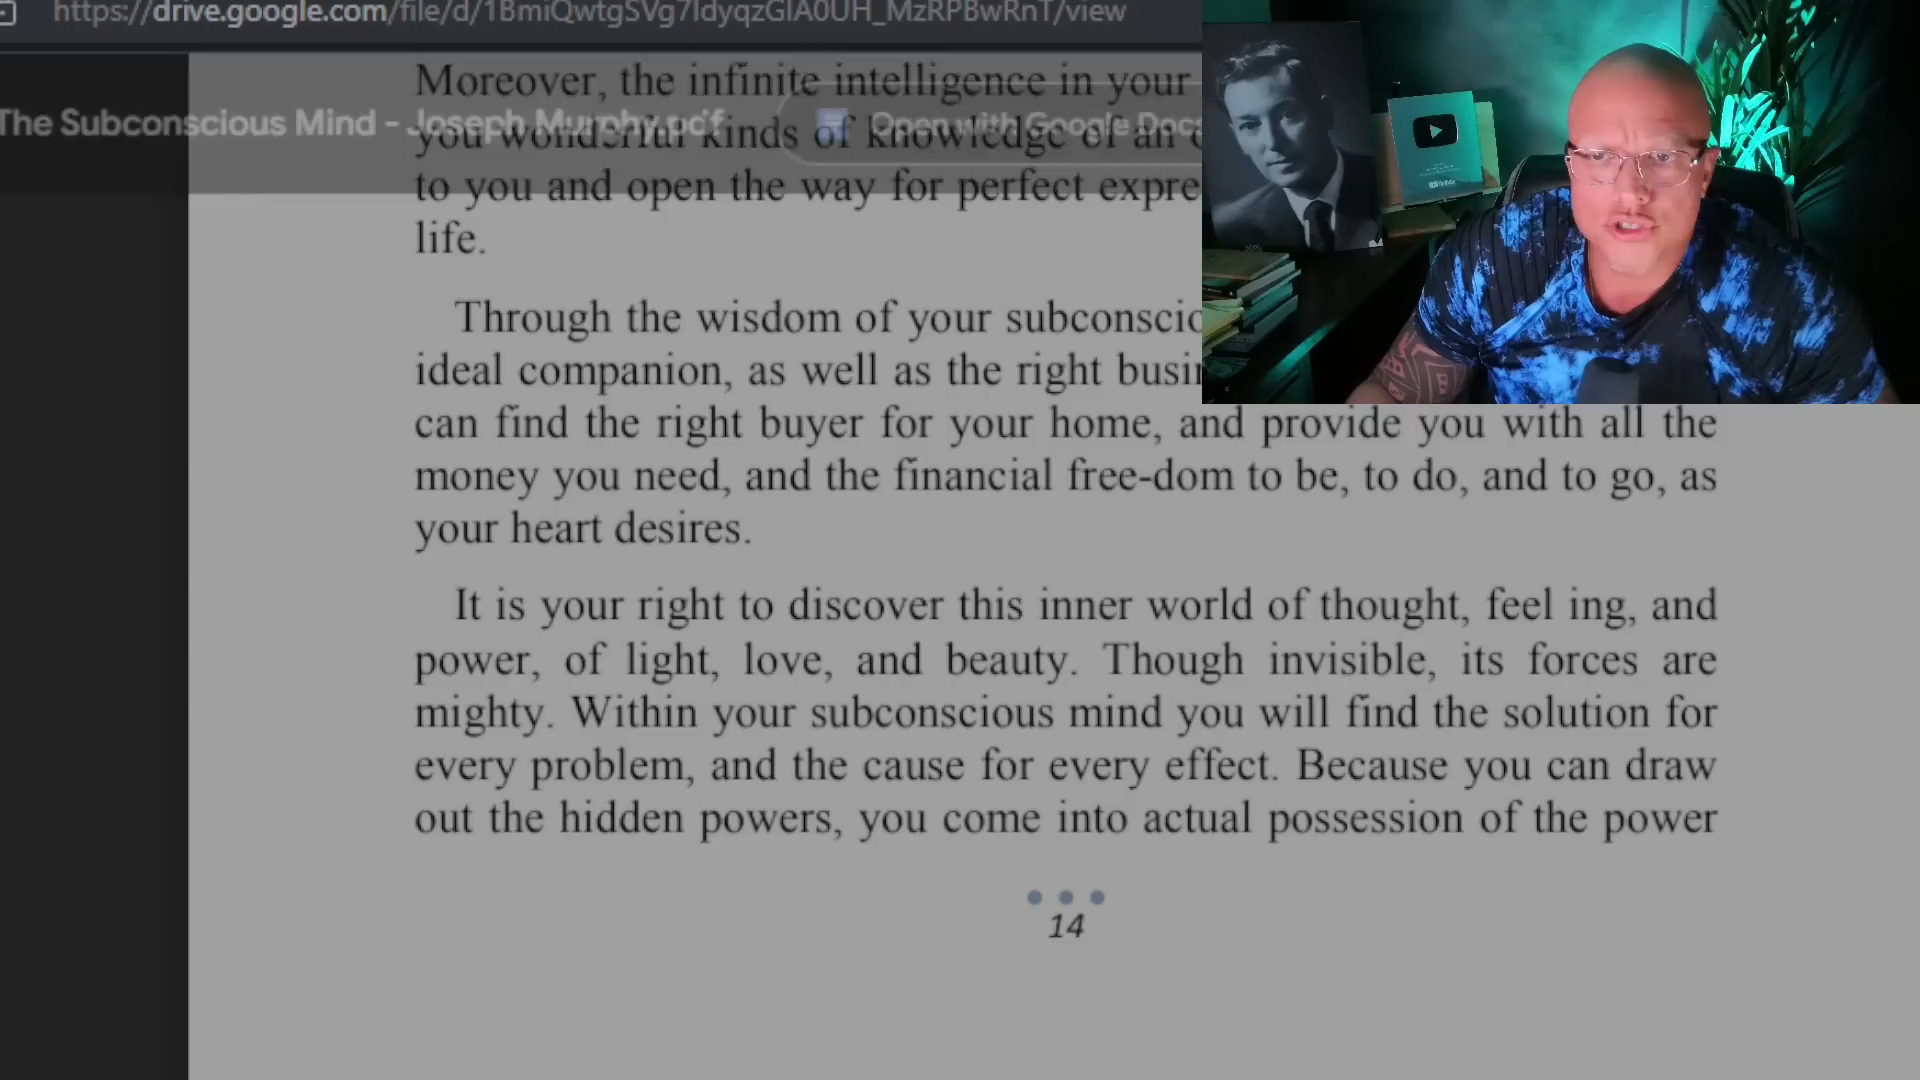 https://drive.google.com/file/d/1BmiQwtgSVg7ldyqzGIA0UH_MzRPBwRnT/view
Moreover, the infinite intelligence in your
The Subconscious Mind - Joseph Murphy.pdf
Open with Google Docs
you wonderful kinds of knowledge of an
to you and open the way for perfect expre
life.
Through the wisdom of your subconscio
ideal companion, as well as the right busin
can find the right buyer for your home, and provide you with all the
money you need, and the financial free-dom to be, to do, and to go, as
your heart desires.
It is your right to discover this inner world of thought, feel ing, and
power, of light, love, and beauty. Though invisible, its forces are
mighty. Within your subconscious mind you will find the solution for
every problem, and the cause for every effect. Because you can draw
out the hidden powers, you come into actual possession of the power
14